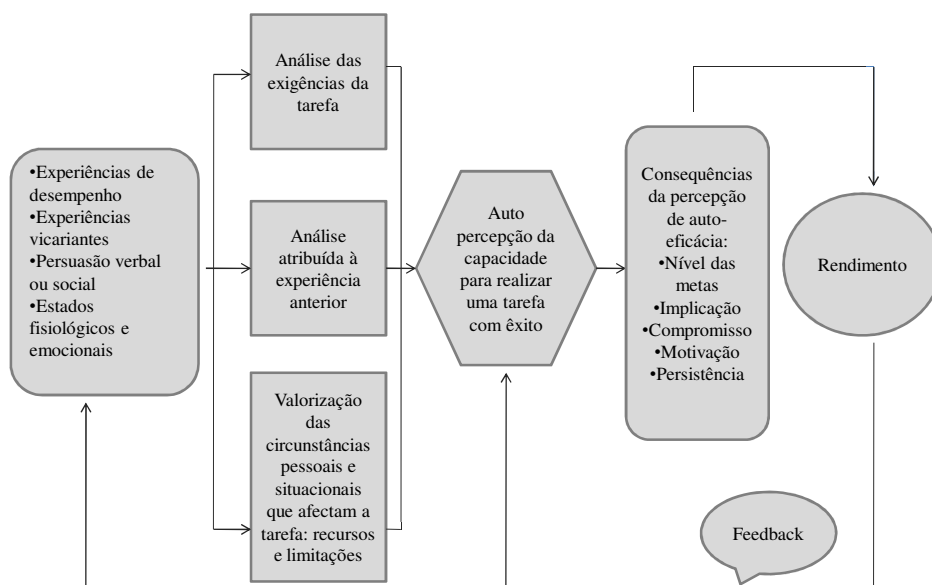 •Experiências de
desempenho
•Experiências
vicariantes
•Persuasão verbal
ou social
•Estados
fisiológicos e
emocionais
Análise das
exigências da
tarefa
Análise
atribuída à
experiência
anterior
Valorização
das
circunstâncias
pessoais e
situacionais
que afectam a
tarefa: recursos
e limitações
Auto
percepção da
capacidade
para realizar
uma tarefa
com êxito
Consequências
da percepção
de auto-
eficácia:
•Nível das
metas
•Implicação
•Compromisso
•Motivação
•Persistência
Rendimento
Feedback